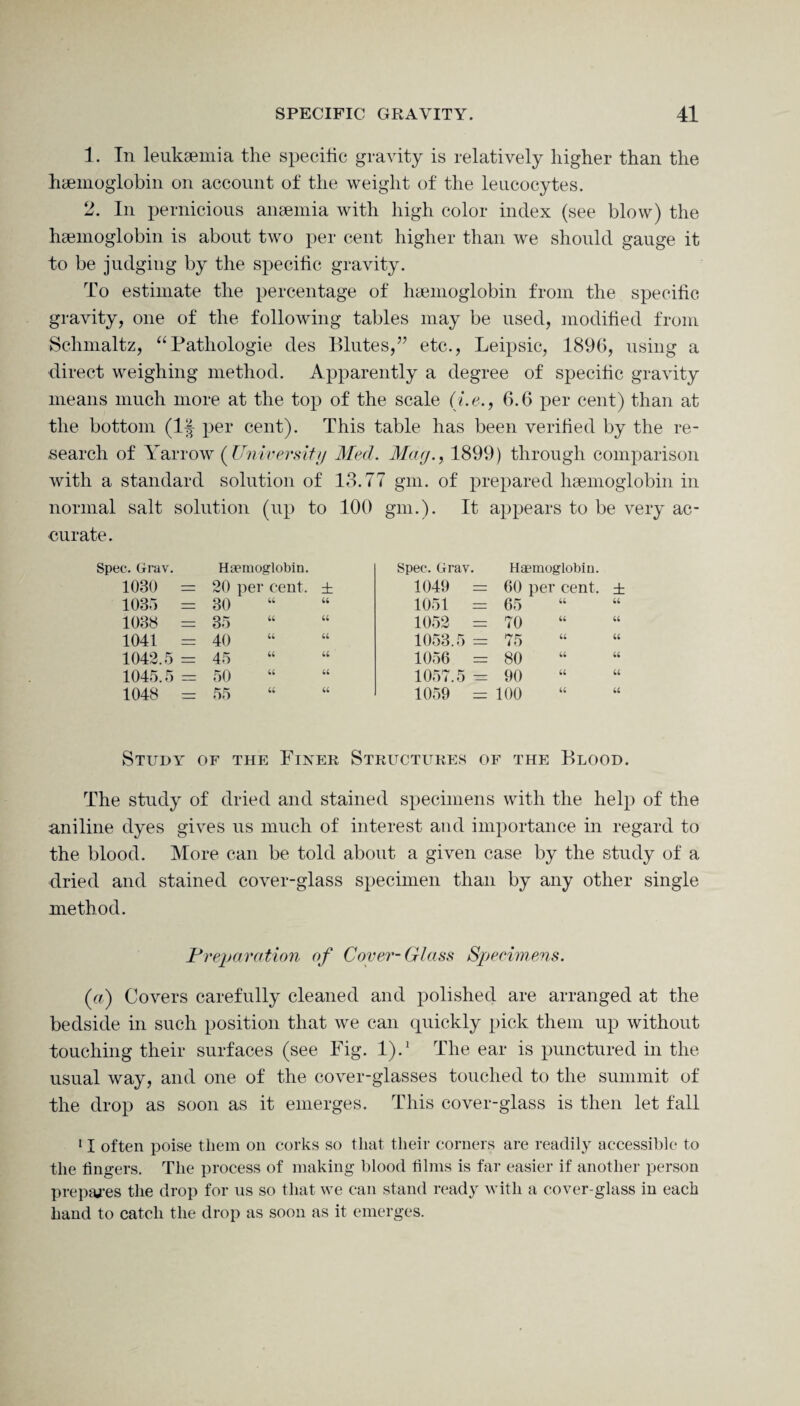 SPECIFIC GRAVITY. 41
1. In leukæmia the specific gravity is relatively higher than the
hæmoglobin on account of the weight of the leucocytes.
2. In pernicious anæmia with high color index (see blow) the
hæmoglobin is about two per cent higher than we should gauge it
to be judging by the specific gravity.
To estimate the percentage of hæmoglobin from the specific
gravity, one of the following tables may be used, modified from
Schmaltz, “Pathologie des Blutes,” etc., Leipsic, 1896, using a
direct weighing method. Apparently a degree of specific gravity
means much more at the top of the scale (i.e., 6.6 per cent) than at
the bottom (1⅔ per cent). This table has been verified by the re-
search of Yarrow (University Med. Mag., 1899) through comparison
with a standard solution of 13.77 gm. of prepared hæmoglobin in
normal salt solution (up to 100 gm.). It appears to be very ac-
curate.
Spec. Grav. Hæmoglobin.
1030 = 20 per cent. ±
1035 = 30 “ “
1038 = 35 “ “
1041 = 40 “ “
1042.5 = 45 “ “
1045.5 = 50 “ “
1048 = 55 “ “
Spec. Grav. Hæmoglobin.
1049 = 60 per cent. ±
1051 = 65 “ “
1052 = 70 “ “
1053.5 = 75 “ “
1056 = 80 “ “
1057.5 = 90 “ “
1059 = 100 “ “
Study of the Finer Structures of the Blood.
The study of dried and stained specimens with the help of the
aniline dyes gives us much of interest and importance in regard to
the blood. More can be told about a given case by the study of a
dried and stained cover-glass specimen than by any other single
method.
Preparation of Cover-Glass Specimens.
(a) Covers carefully cleaned and polished are arranged at the
bedside in such position that we can quickly pick them up without
touching their surfaces (see Fig. 1).¹ The ear is punctured in the
usual way, and one of the cover-glasses touched to the summit of
the drop as soon as it emerges. This cover-glass is then let fall
¹ I often poise them on corks so that their corners are readily accessible to
the fingers. The process of making blood films is far easier if another person
prepares the drop for us so that we can stand ready with a cover-glass in each
hand to catch the drop as soon as it emerges.